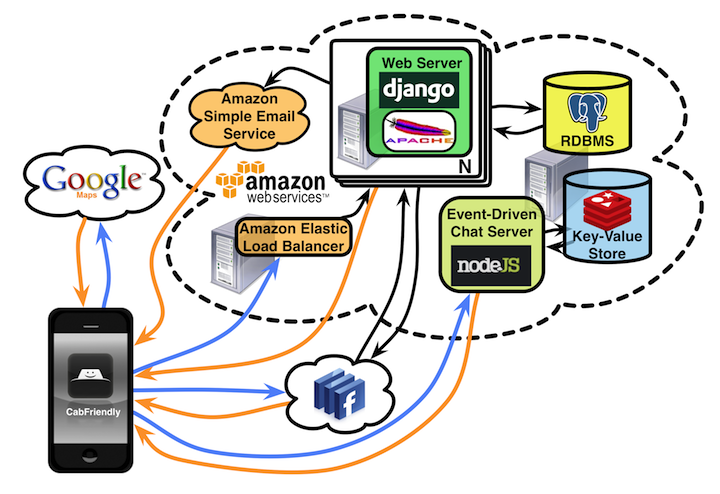 Web Server
django
APACHE
N
Amazon
Simple Email
Service
RDBMS
Google™
Maps
amazon
webservices™
Amazon Elastic
Load Balancer
Event-Driven
Chat Server
nodeJS
Key-Value
Store
CabFriendly
f